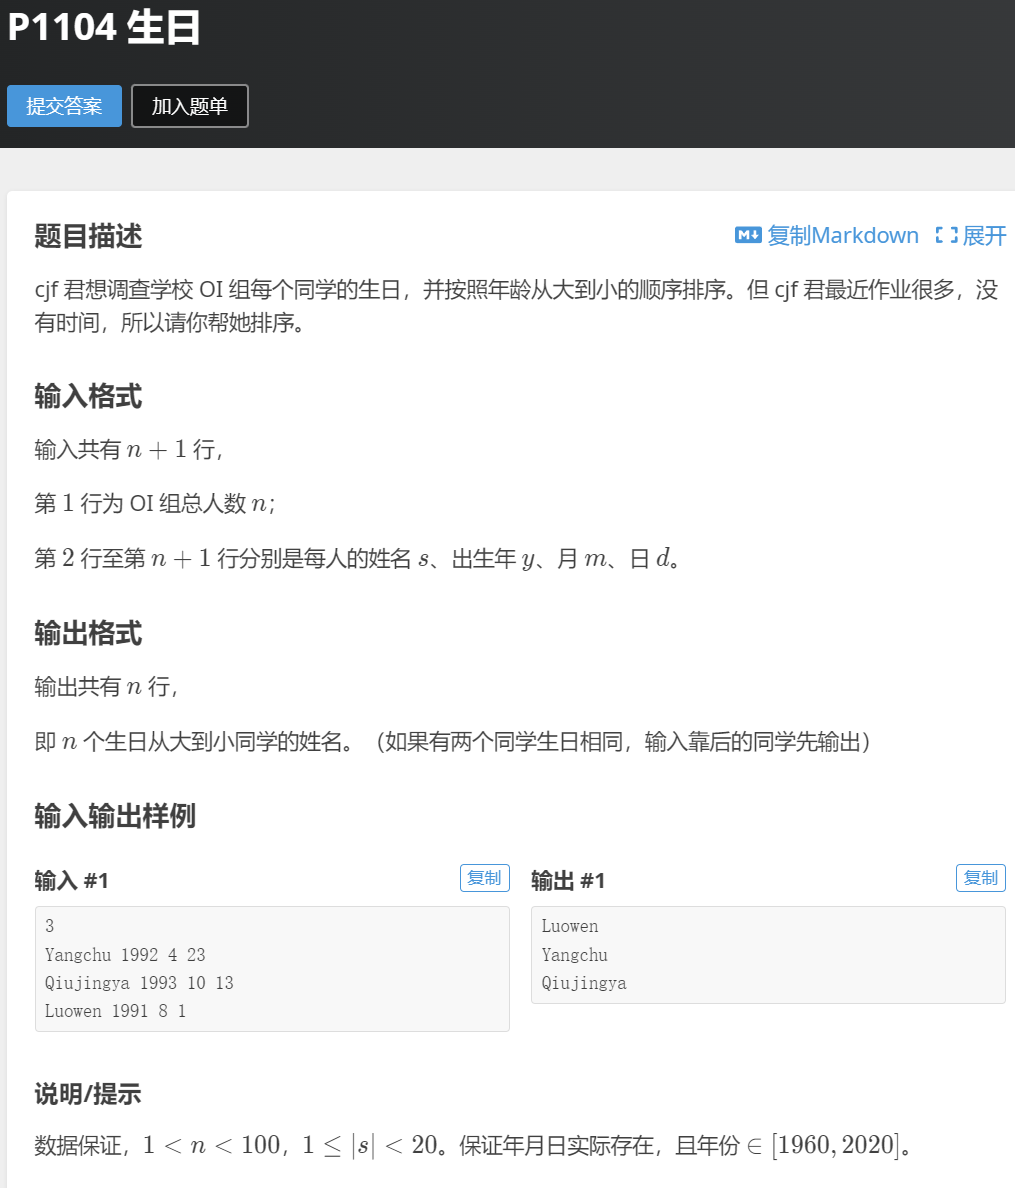 P1104 生日
提交答案 加入题单
题目描述 复制Markdown 展开
cjf 君想调查学校 OI 组每个同学的生日，并按照年龄从大到小的顺序排序。但 cjf 君最近作业很多，没
有时间，所以请你帮她排序。
输入格式
输入共有 n + 1 行，
第 1 行为 OI 组总人数 n；
第 2 行至第 n + 1 行分别是每人的姓名 s、出生年 y、月 m、日 d。
输出格式
输出共有 n 行，
即 n 个生日从大到小同学的姓名。（如果有两个同学生日相同，输入靠后的同学先输出）
输入输出样例
输入 #1 复制 输出 #1 复制
3
Yangchu 1992 4 23
Qiujingya 1993 10 13
Luowen 1991 8 1
Luowen
Yangchu
Qiujingya
说明/提示
数据保证，1 < n < 100，1 ≤ |s| < 20。保证年月日实际存在，且年份 ∈ [1960, 2020]。